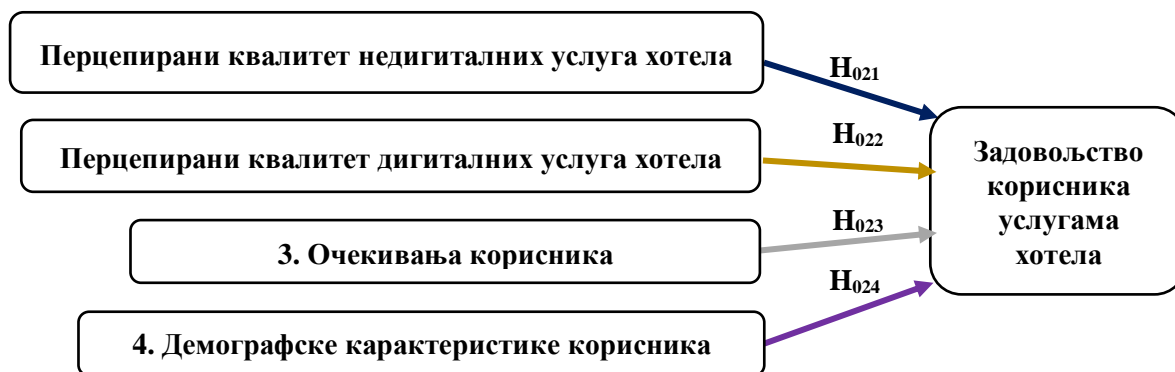 Перцепирани квалитет недигиталних услуга хотела
H021
Перцепирани квалитет дигиталних услуга хотела
H022
3. Очекивања корисника
H023
4. Демографске карактеристике корисника
H024
Задовољство
корисника
услугама
хотела